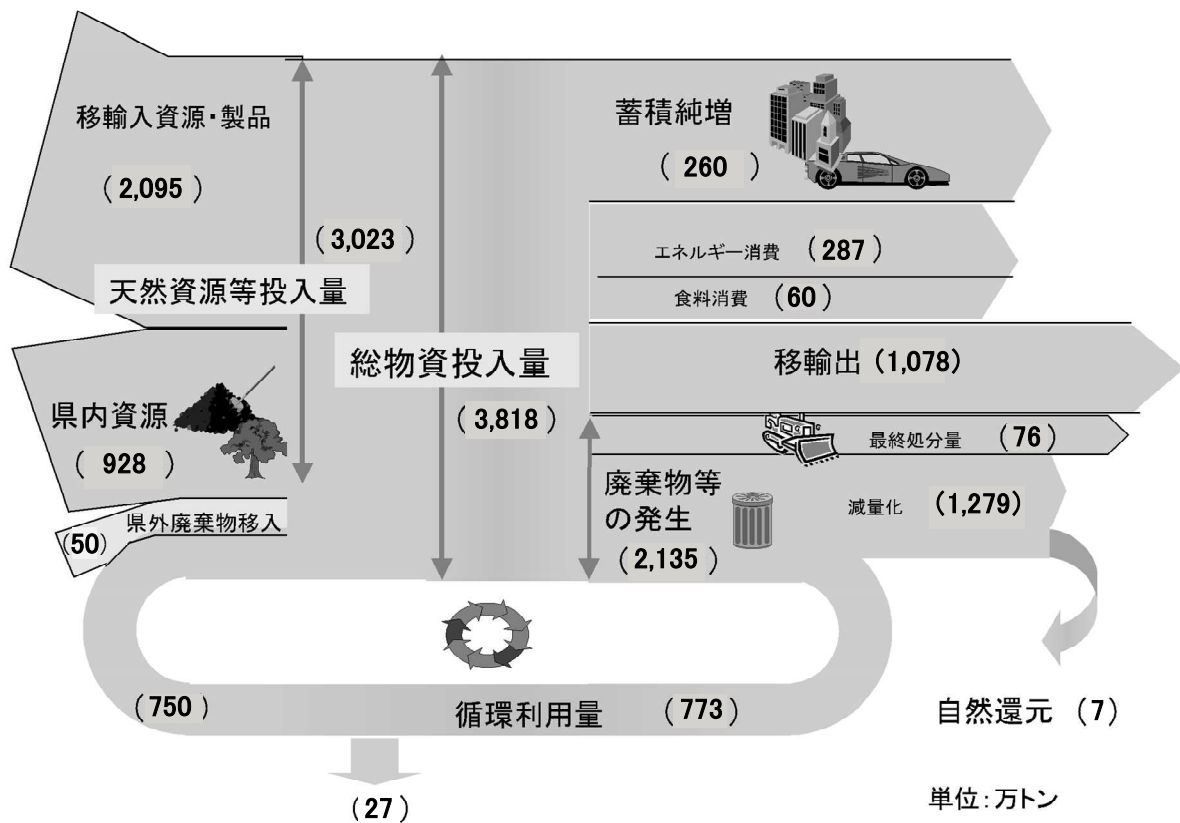 移輸入資源・製品
(2,095)
(3,023)
天然資源等投入量
県内資源
(928)
県外廃棄物移入
(50)
総物資投入量
(3,818)
蓄積純増
(260)
エネルギー消費 (287)
食料消費 (60)
移輸出 (1,078)
最終処分量 (76)
廃棄物等
の発生
(2,135)
減量化 (1,279)
(750)
循環利用量 (773)
(27)
自然還元 (7)
単位:万トン